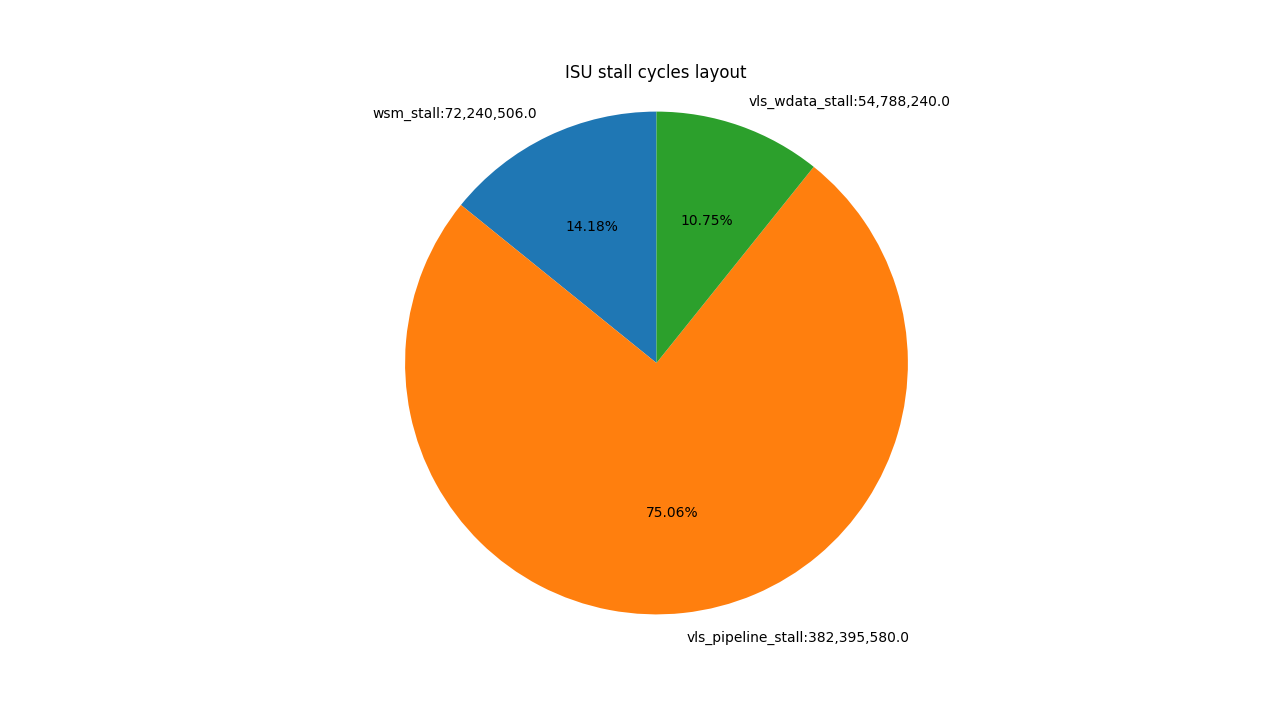 ISU stall cycles layout
wsm_stall:72,240,506.0
vls_wdata_stall:54,788,240.0
14.18%
10.75%
75.06%
vls_pipeline_stall:382,395,580.0